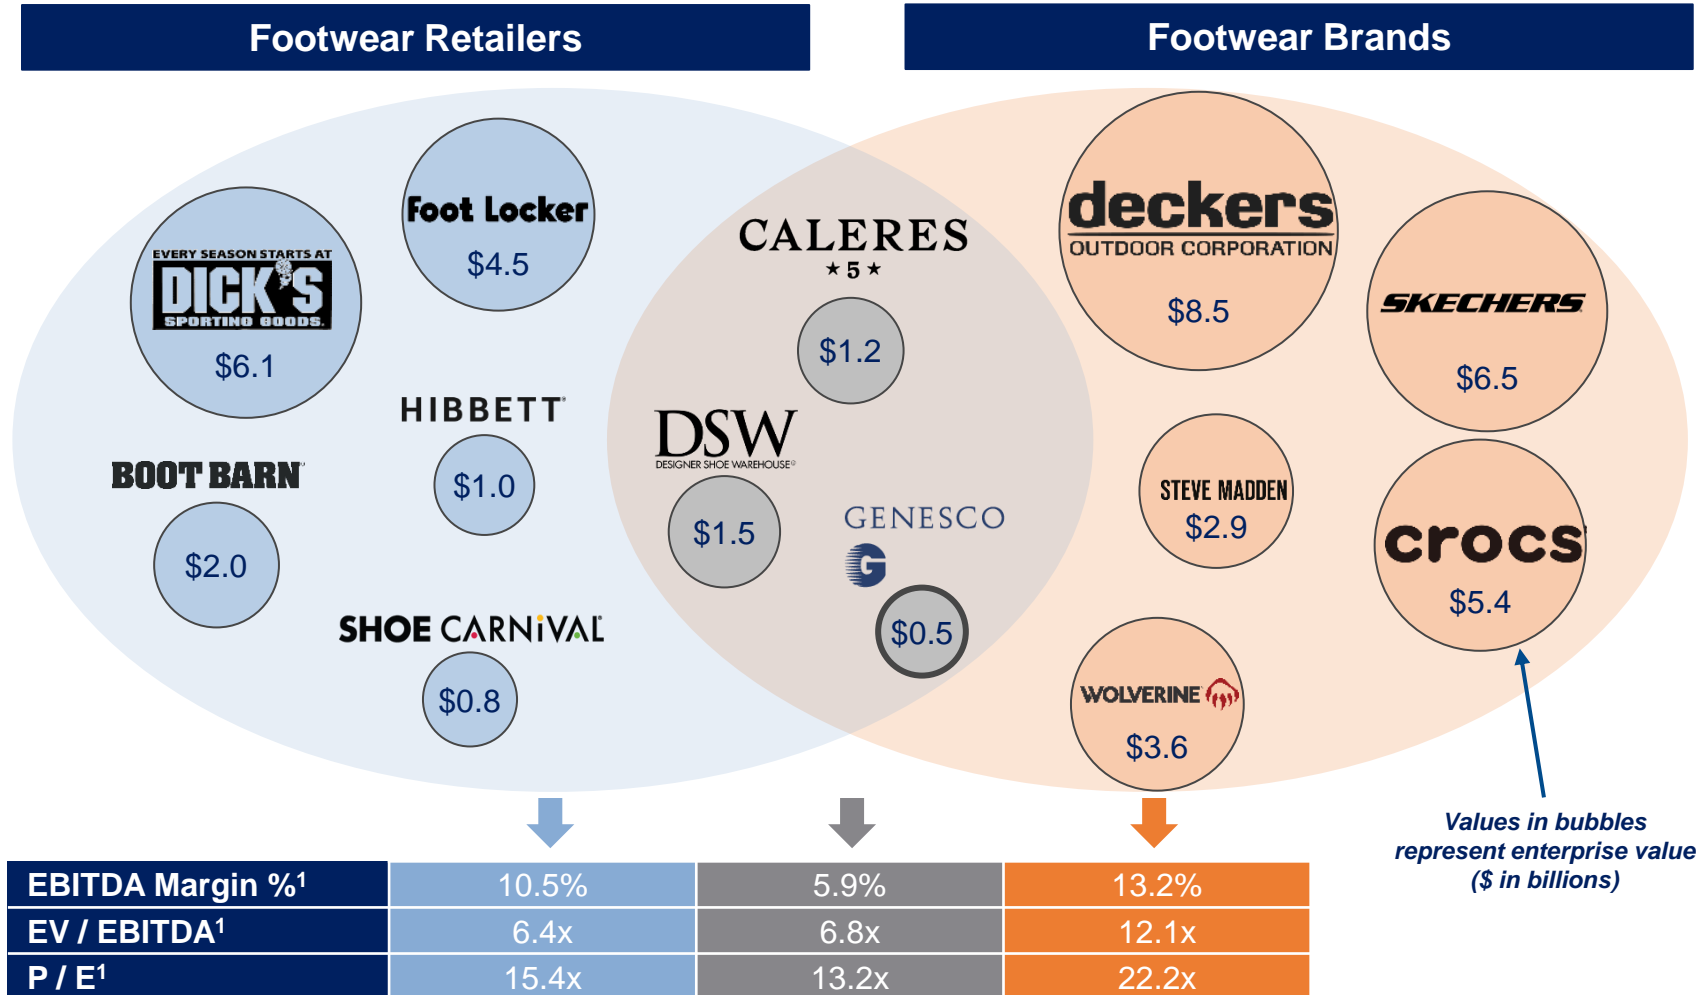 Footwear Retailers
Footwear Brands
EVERY SEASON STARTS AT
DICK'S
SPORTING GOODS.
$6.1
Foot Locker
$4.5
HIBBETT
$1.0
BOOT BARN
$2.0
SHOE CARNiVAL
$0.8
CALERES
★ 5 ★
$1.2
DSW
DESIGNER SHOE WAREHOUSE®
$1.5
GENESCO
G
$0.5
deckers
OUTDOOR CORPORATION
$8.5
SKECHERS
$6.5
STEVE MADDEN
$2.9
crocs
$5.4
WOLVERINE
$3.6
Values in bubbles
represent enterprise value
($ in billions)
EBITDA Margin %¹ 10.5% 5.9% 13.2%
EV / EBITDA¹ 6.4x 6.8x 12.1x
P / E¹ 15.4x 13.2x 22.2x